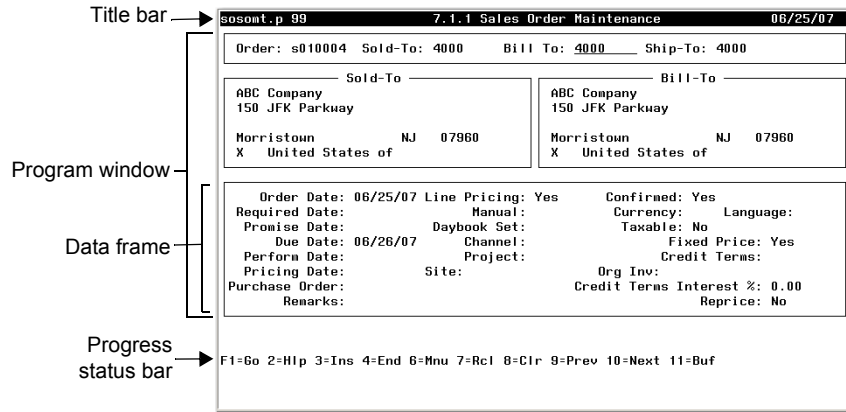 Title bar
sosomt.p 99 7.1.1 Sales Order Maintenance 06/25/07
Order: s010004 Sold-To: 4000 Bill To: 4000 Ship-To: 4000
Sold-To Bill-To
ABC Company ABC Company
150 JFK Parkway 150 JFK Parkway
Morristown NJ 07960 Morristown NJ 07960
X United States of X United States of
Program window
Order Date: 06/25/07 Line Pricing: Yes Confirmed: Yes
Required Date: Manual: Currency: Language:
Promise Date: Daybook Set: Taxable: No
Data frame
Due Date: 06/26/07 Channel: Fixed Price: Yes
Perform Date: Project: Credit Terms:
Pricing Date: Site: Org Inv:
Purchase Order: Credit Terms Interest %: 0.00
Remarks: Reprice: No
Progress
status bar
F1=Go 2=Hlp 3=Ins 4=End 6=Mnu 7=Rcl 8=Clr 9=Prev 10=Next 11=Buf